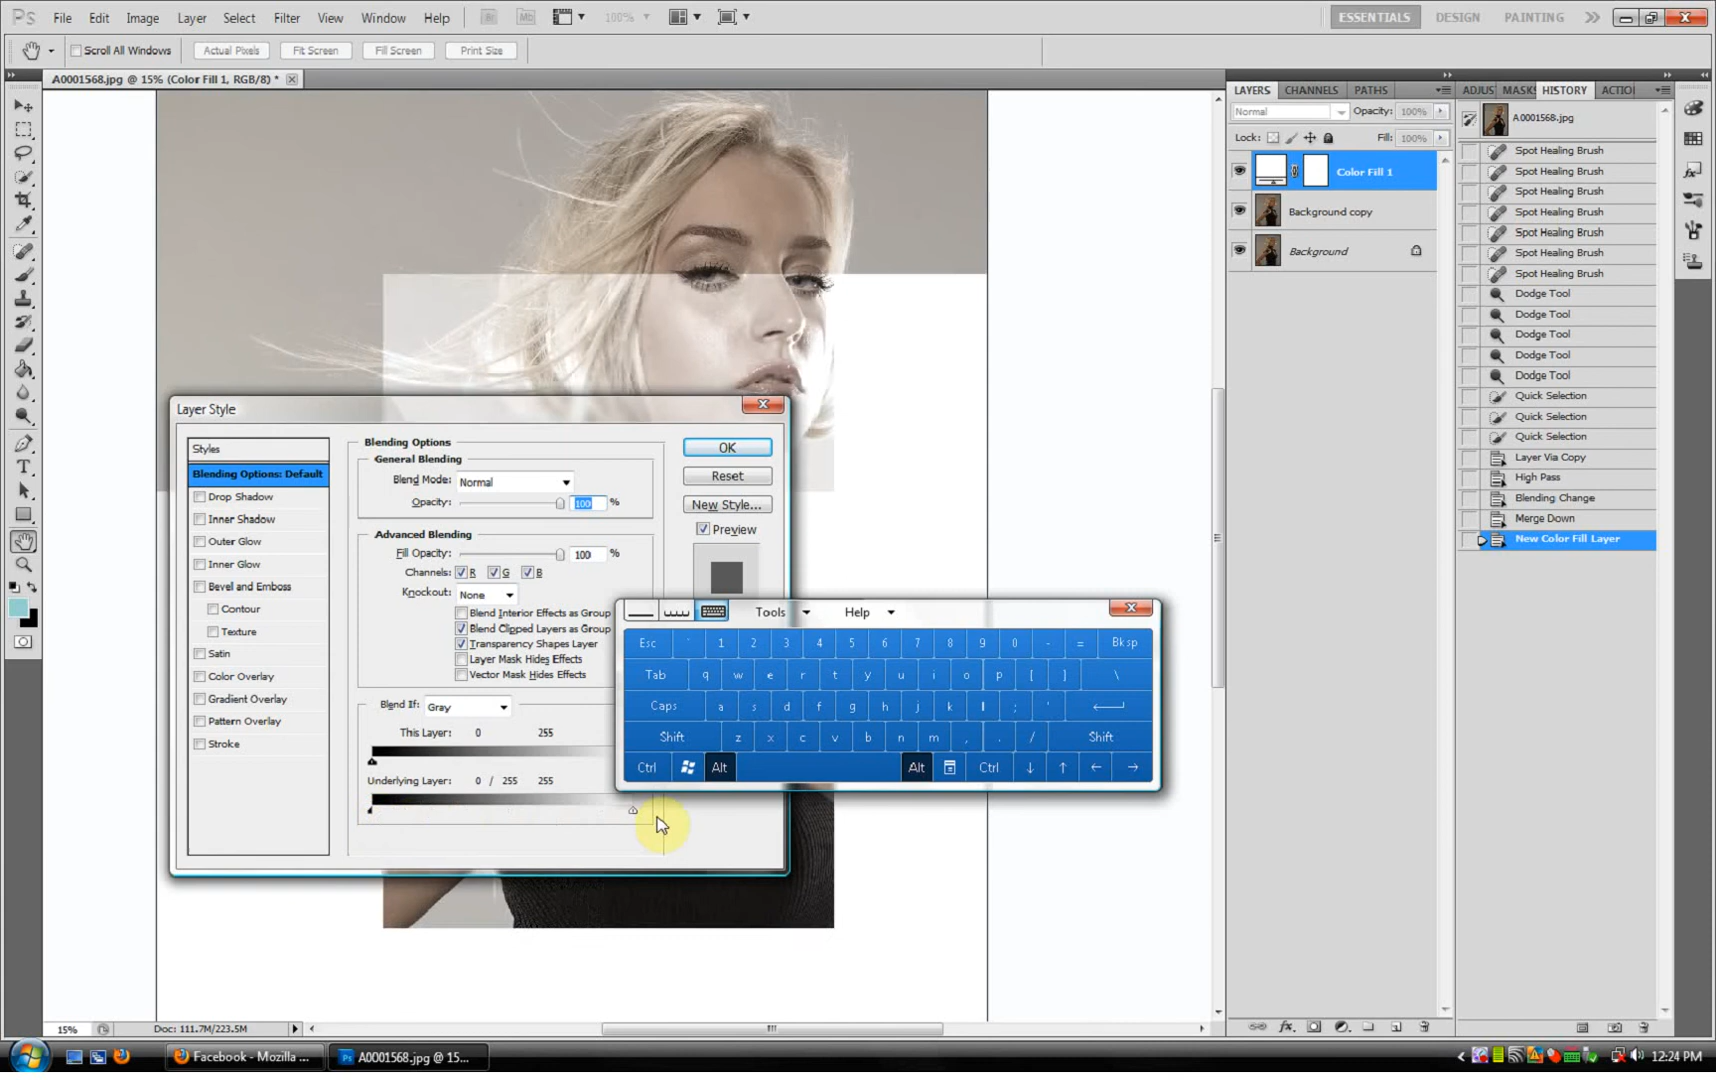 Ps File Edit Image Layer Select Filter View Window Help Br Mb 100% ESSENTIALS DESIGN PAINTING
Scroll All Windows Actual Pixels Fit Screen Fill Screen Print Size
A0001568.jpg @ 15% (Color Fill 1, RGB/8) *
LAYERS CHANNELS PATHS
Normal Opacity: 100%
Lock: Fill: 100%
Color Fill 1
Background copy
Background
ADJUS MASKS HISTORY ACTIO
A0001568.jpg
Spot Healing Brush
Spot Healing Brush
Spot Healing Brush
Spot Healing Brush
Spot Healing Brush
Spot Healing Brush
Spot Healing Brush
Dodge Tool
Dodge Tool
Dodge Tool
Dodge Tool
Dodge Tool
Quick Selection
Quick Selection
Quick Selection
Layer Via Copy
High Pass
Blending Change
Merge Down
New Color Fill Layer
Layer Style
Styles
Blending Options: Default
Drop Shadow
Inner Shadow
Outer Glow
Inner Glow
Bevel and Emboss
Contour
Texture
Satin
Color Overlay
Gradient Overlay
Pattern Overlay
Stroke
Blending Options
General Blending
Blend Mode: Normal
Opacity: 100 %
Advanced Blending
Fill Opacity: 100 %
Channels: R G B
Knockout: None
Blend Interior Effects as Group
Blend Clipped Layers as Group
Transparency Shapes Layer
Layer Mask Hides Effects
Vector Mask Hides Effects
Blend If: Gray
This Layer: 0 255
Underlying Layer: 0 / 255 255
OK
Reset
New Style...
Preview
Tools Help
Esc ` 1 2 3 4 5 6 7 8 9 0 - = Bksp
Tab q w e r t y u i o p [ ] \
Caps a s d f g h j k l ; '
Shift z x c v b n m , . / Shift
Ctrl Alt Alt Ctrl ↓ ↑ ← →
15% Doc: 111.7M/223.5M
Facebook - Mozilla ... Ps A0001568.jpg @ 15... 12:24 PM